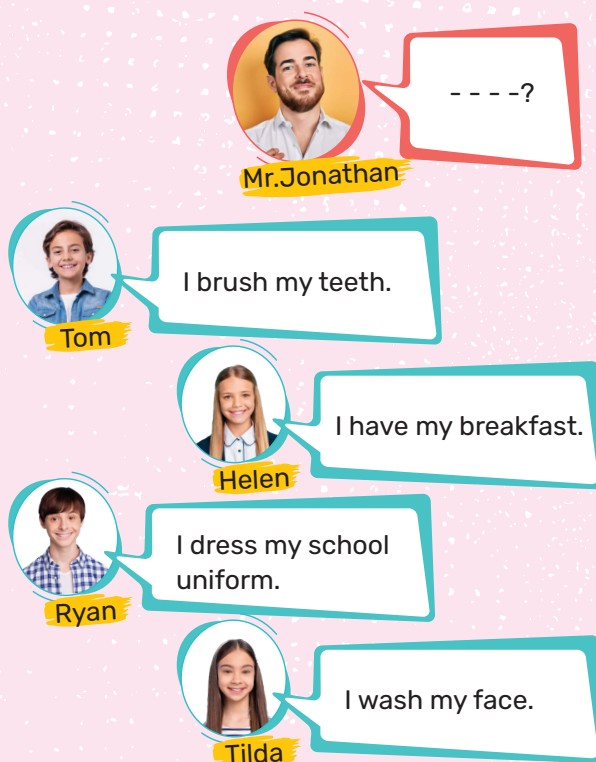 - - - -?
Mr.Jonathan
I brush my teeth.
Tom
I have my breakfast.
Helen
I dress my school
uniform.
Ryan
I wash my face.
Tilda